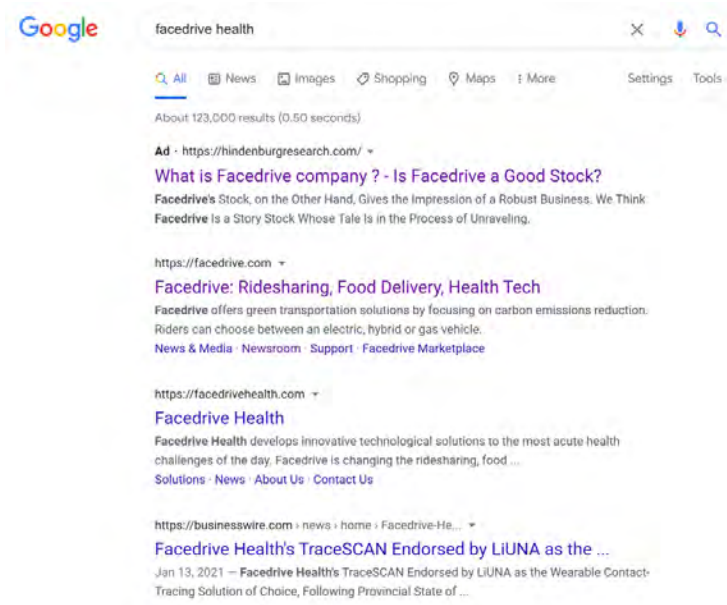 Google
facedrive health
All News Images Shopping Maps More Settings Tools
About 123,000 results (0.50 seconds)
Ad · https://hindenburgresearch.com/
What is Facedrive company ? - Is Facedrive a Good Stock?
Facedrive's Stock, on the Other Hand, Gives the Impression of a Robust Business. We Think
Facedrive Is a Story Stock Whose Tale Is in the Process of Unraveling.
https://facedrive.com
Facedrive: Ridesharing, Food Delivery, Health Tech
Facedrive offers green transportation solutions by focusing on carbon emissions reduction.
Riders can choose between an electric, hybrid or gas vehicle.
News & Media · Newsroom · Support · Facedrive Marketplace
https://facedrivehealth.com
Facedrive Health
Facedrive Health develops innovative technological solutions to the most acute health
challenges of the day. Facedrive is changing the ridesharing, food ...
Solutions · News · About Us · Contact Us
https://businesswire.com › news › home › Facedrive-He...
Facedrive Health's TraceSCAN Endorsed by LiUNA as the ...
Jan 13, 2021 — Facedrive Health's TraceSCAN Endorsed by LiUNA as the Wearable Contact-
Tracing Solution of Choice, Following Provincial State of ...